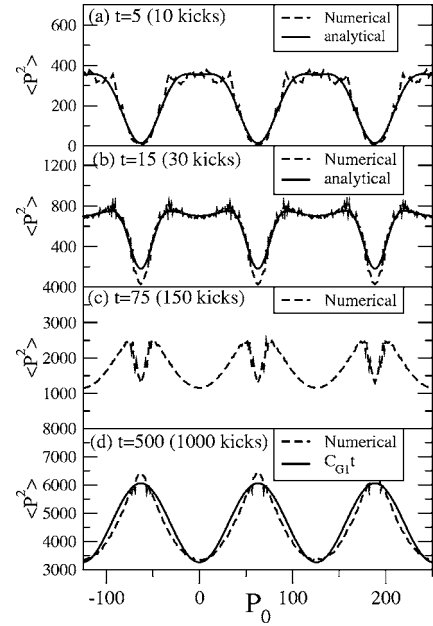 600
400
200
0
<P²>
(a) t=5 (10 kicks)
Numerical
analytical
1200
800
400
<P²>
(b) t=15 (30 kicks)
Numerical
analytical
4000
3000
2000
1000
0
<P²>
(c) t=75 (150 kicks)
Numerical
8000
7000
6000
5000
4000
3000
<P²>
(d) t=500 (1000 kicks)
Numerical
C_G1 t
-100 0 100 200
P₀